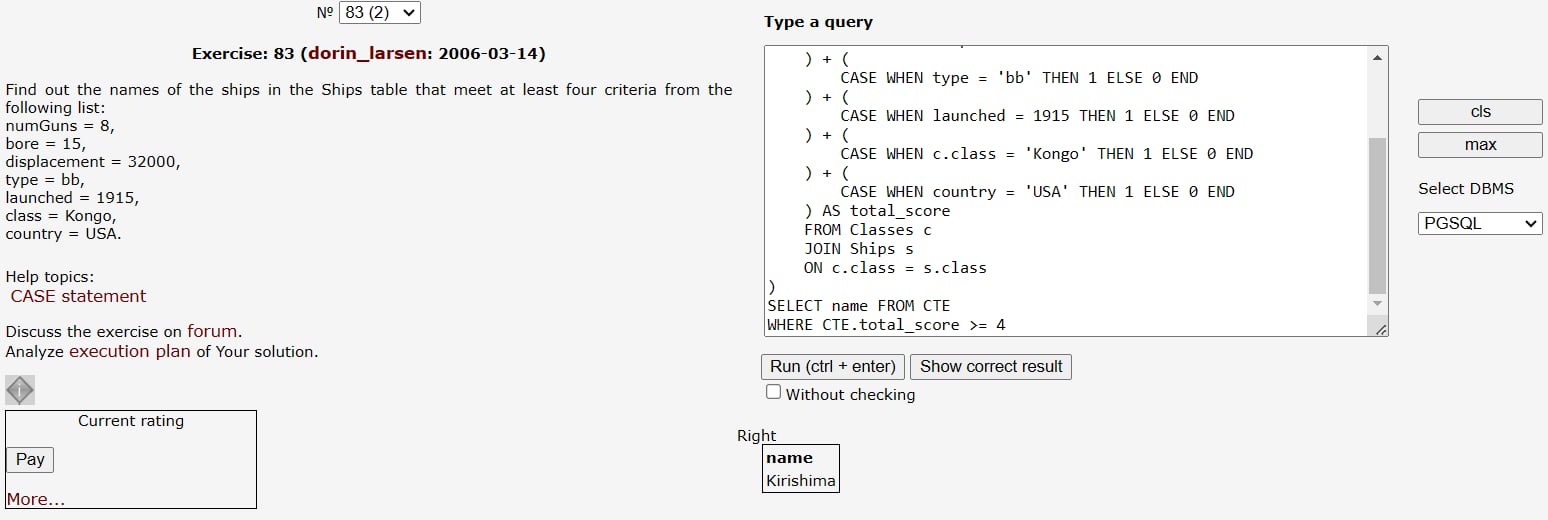 Nº 83 (2)
Exercise: 83 (dorin_larsen: 2006-03-14)
Find out the names of the ships in the Ships table that meet at least four criteria from the
following list:
numGuns = 8,
bore = 15,
displacement = 32000,
type = bb,
launched = 1915,
class = Kongo,
country = USA.
Help topics:
CASE statement
Discuss the exercise on forum.
Analyze execution plan of Your solution.
i
Current rating
Pay
More...
Type a query
) + (
CASE WHEN type = 'bb' THEN 1 ELSE 0 END
) + (
CASE WHEN launched = 1915 THEN 1 ELSE 0 END
) + (
CASE WHEN c.class = 'Kongo' THEN 1 ELSE 0 END
) + (
CASE WHEN country = 'USA' THEN 1 ELSE 0 END
) AS total_score
FROM Classes c
JOIN Ships s
ON c.class = s.class
)
SELECT name FROM CTE
WHERE CTE.total_score >= 4
Run (ctrl + enter) Show correct result
Without checking
Right
name
Kirishima
cls
max
Select DBMS
PGSQL